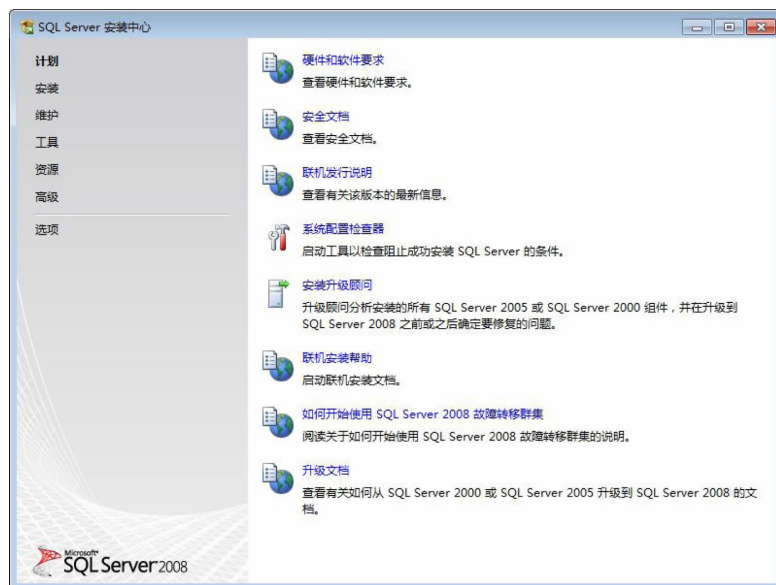 SQL Server 安装中心
计划
安装
维护
工具
资源
高级
选项
硬件和软件要求
查看硬件和软件要求。
安全文档
查看安全文档。
联机发行说明
查看有关该版本的最新信息。
系统配置检查器
启动工具以检查阻止成功安装 SQL Server 的条件。
安装升级顾问
升级顾问分析安装的所有 SQL Server 2005 或 SQL Server 2000 组件，并在升级到
SQL Server 2008 之前或之后确定要修复的问题。
联机安装帮助
启动联机安装文档。
如何开始使用 SQL Server 2008 故障转移群集
阅读关于如何开始使用 SQL Server 2008 故障转移群集的说明。
升级文档
查看有关如何从 SQL Server 2000 或 SQL Server 2005 升级到 SQL Server 2008 的文
档。
Microsoft
SQL Server 2008